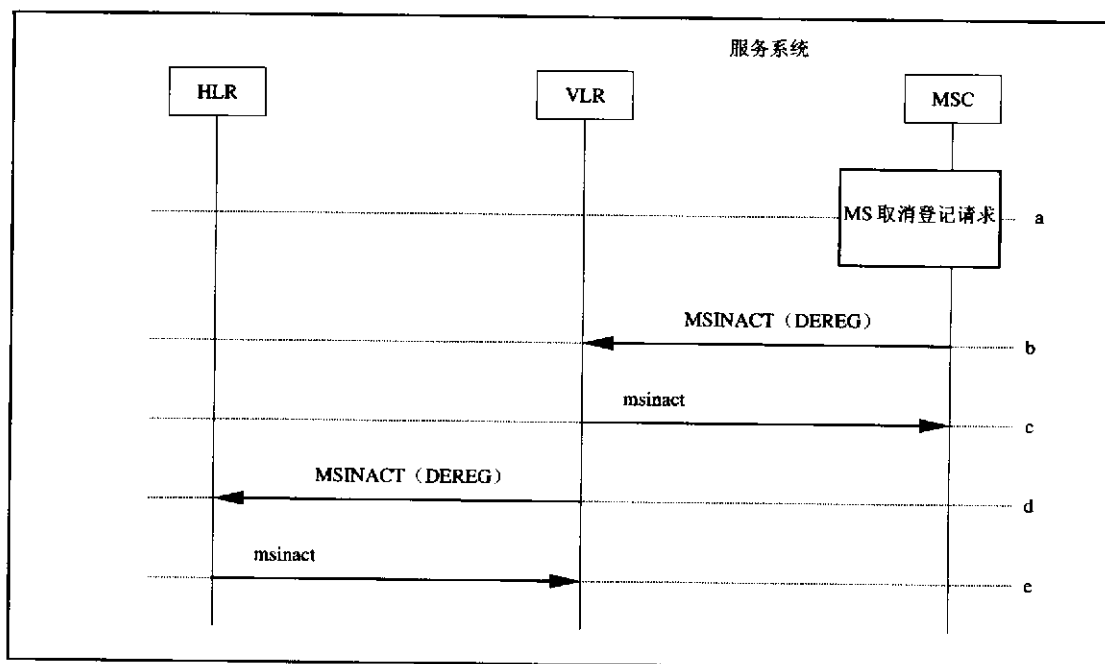 服务系统
HLR
VLR
MSC
MS 取消登记请求
a
MSINACT（DEREG）
b
msinact
c
MSINACT（DEREG）
d
msinact
e